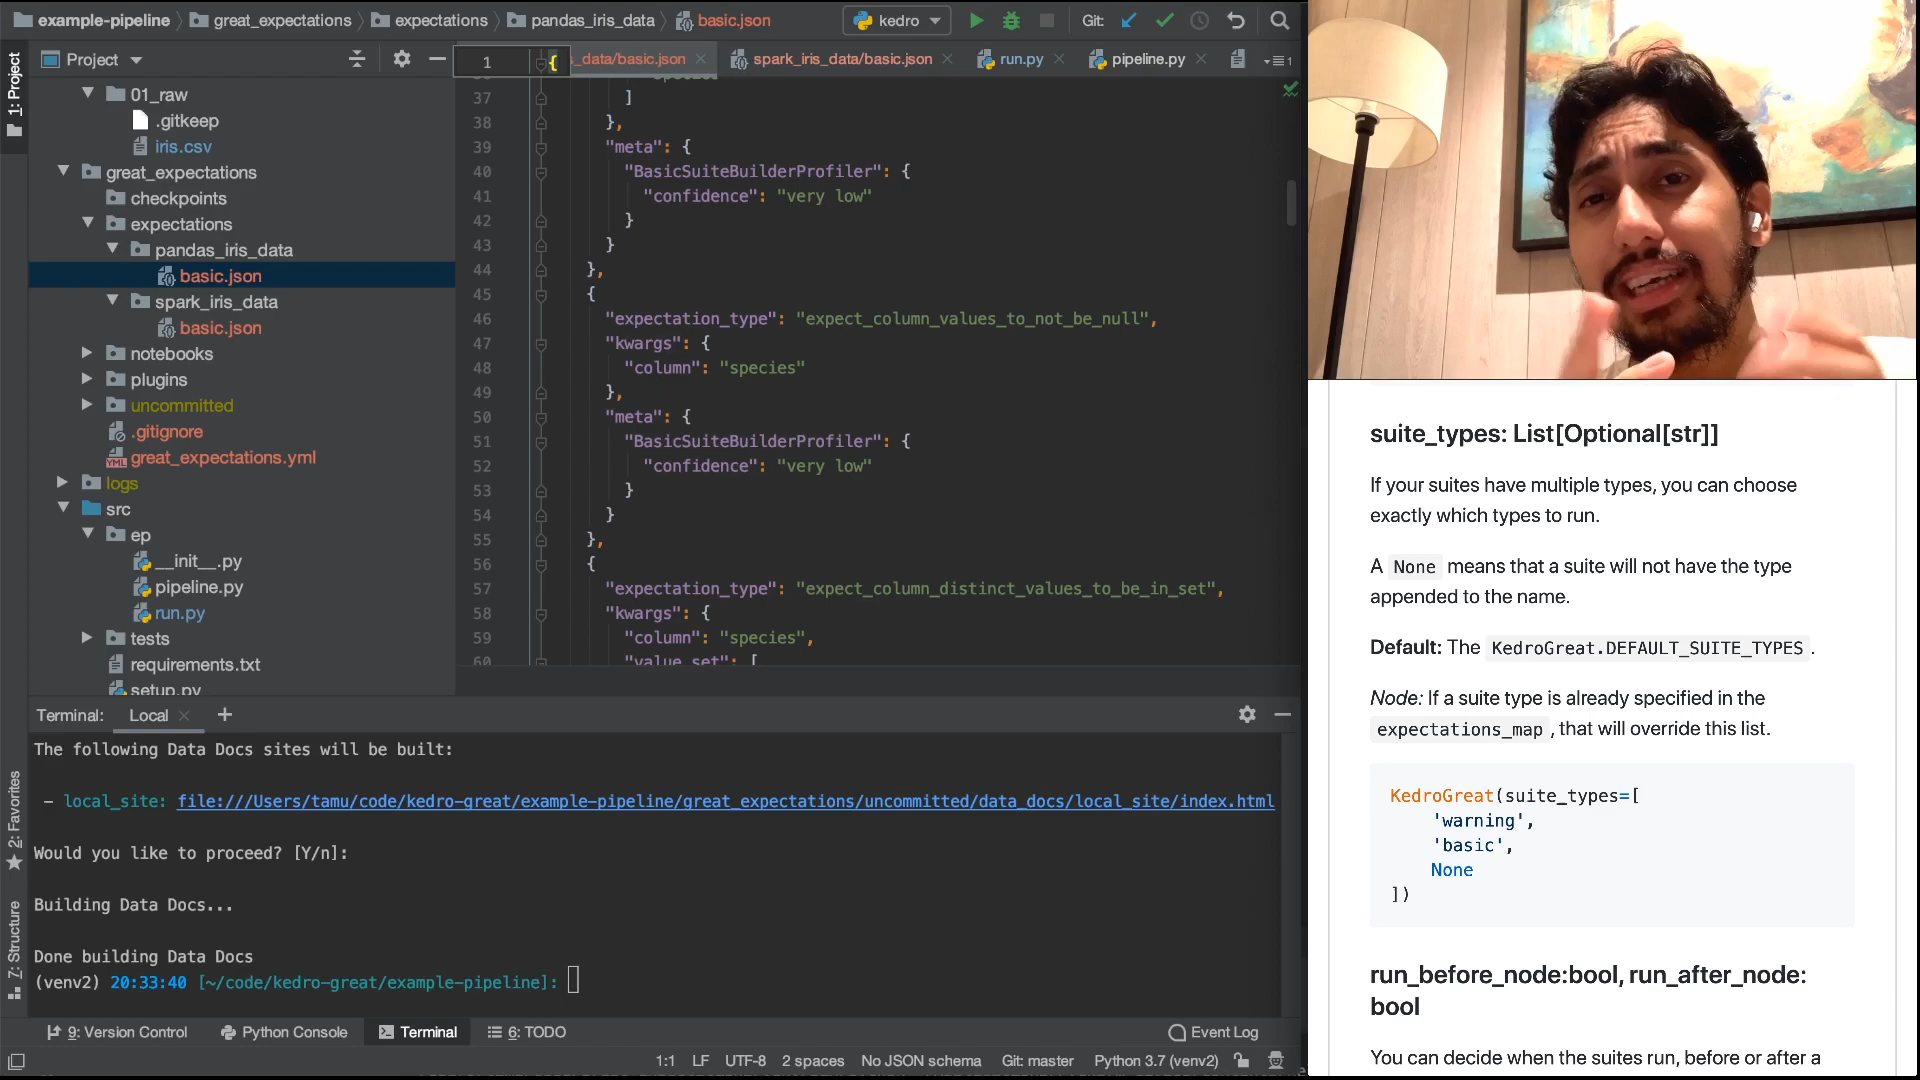 example-pipeline great_expectations expectations pandas_iris_data basic.json kedro Git:
1: Project
Project
01_raw
.gitkeep
iris.csv
great_expectations
checkpoints
expectations
pandas_iris_data
basic.json
spark_iris_data
basic.json
notebooks
plugins
uncommitted
.gitignore
great_expectations.yml
logs
src
ep
__init__.py
pipeline.py
run.py
tests
requirements.txt
setup.py
s_data/basic.json spark_iris_data/basic.json run.py pipeline.py 1
1 {
37 ]
38 },
39 "meta": {
40 "BasicSuiteBuilderProfiler": {
41 "confidence": "very low"
42 }
43 }
44 },
45 {
46 "expectation_type": "expect_column_values_to_not_be_null",
47 "kwargs": {
48 "column": "species"
49 },
50 "meta": {
51 "BasicSuiteBuilderProfiler": {
52 "confidence": "very low"
53 }
54 }
55 },
56 {
57 "expectation_type": "expect_column_distinct_values_to_be_in_set",
58 "kwargs": {
59 "column": "species",
60 "value_set": [
Terminal: Local +
The following Data Docs sites will be built:
- local_site: file:///Users/tamu/code/kedro-great/example-pipeline/great_expectations/uncommitted/data_docs/local_site/index.html
Would you like to proceed? [Y/n]:
Building Data Docs...
Done building Data Docs
(venv2) 20:33:40 [~/code/kedro-great/example-pipeline]:
2: Favorites
7: Structure
9: Version Control Python Console Terminal 6: TODO Event Log
1:1 LF UTF-8 2 spaces No JSON schema Git: master Python 3.7 (venv2)
suite_types: List[Optional[str]]
If your suites have multiple types, you can choose
exactly which types to run.
A None means that a suite will not have the type
appended to the name.
Default: The KedroGreat.DEFAULT_SUITE_TYPES .
Node: If a suite type is already specified in the
expectations_map , that will override this list.
KedroGreat(suite_types=[
'warning',
'basic',
None
])
run_before_node:bool, run_after_node:
bool
You can decide when the suites run, before or after a